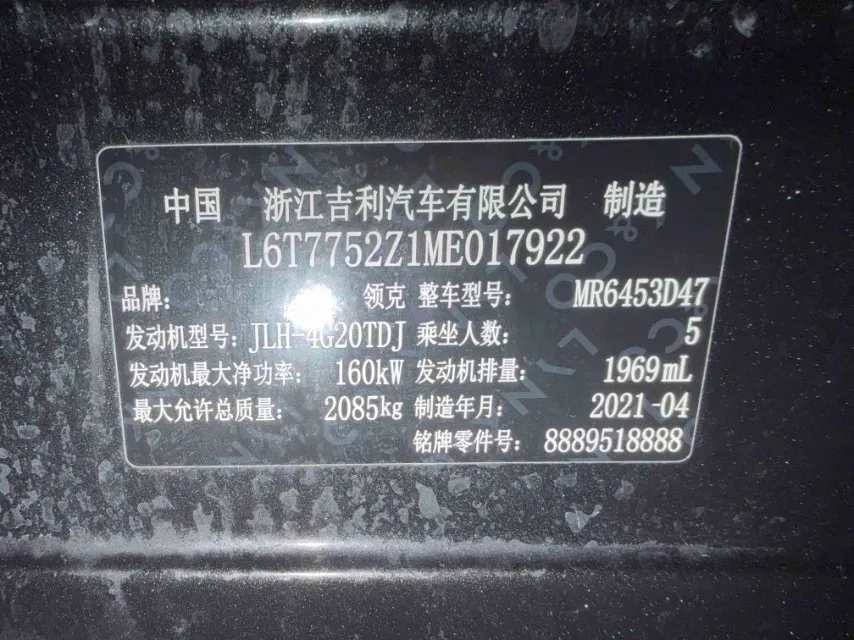 中国 浙江吉利汽车有限公司 制造
L6T7752Z1ME017922
品牌： 领克 整车型号： MR6453D47
发动机型号：JLH-4G20TDJ 乘坐人数： 5
发动机最大净功率： 160kW 发动机排量： 1969mL
最大允许总质量： 2085kg 制造年月： 2021-04
铭牌零件号： 8889518888